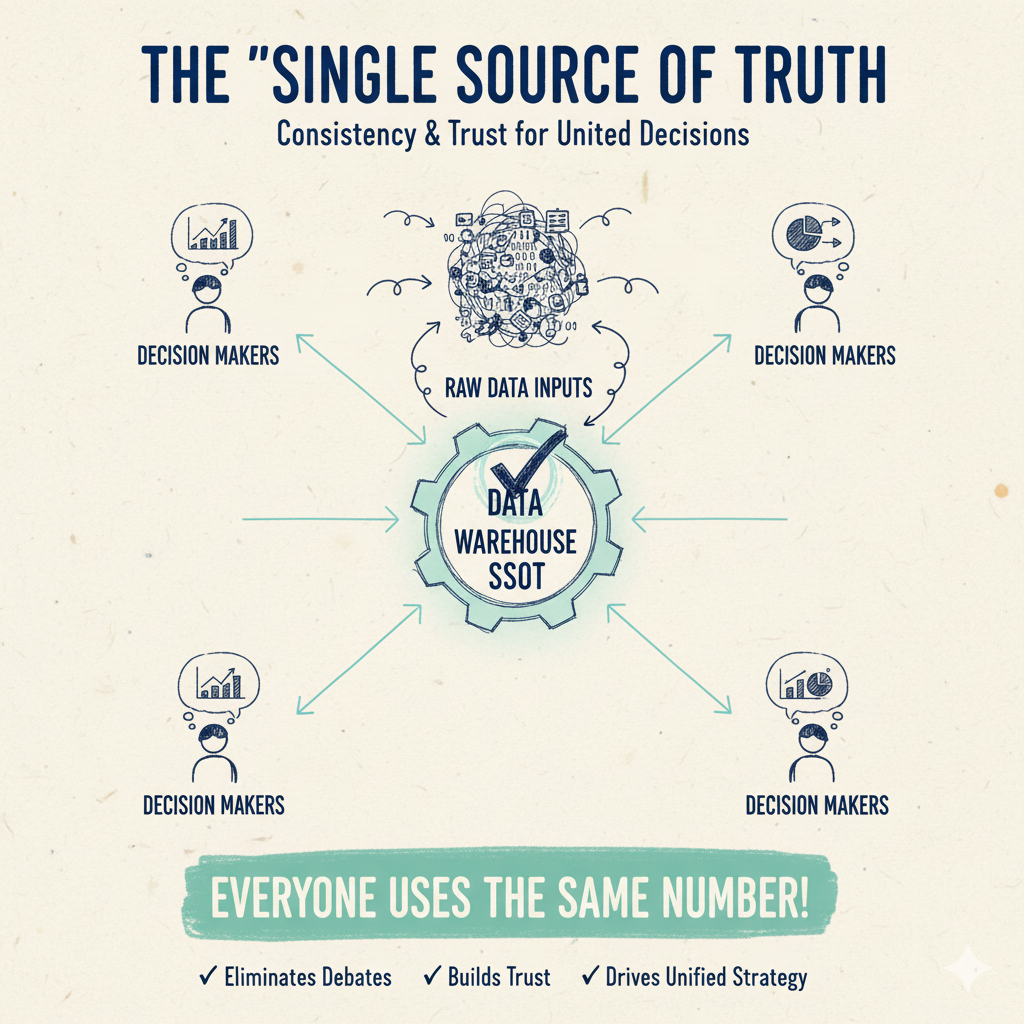 THE "SINGLE SOURCE OF TRUTH
Consistency & Trust for United Decisions
DECISION MAKERS
DECISION MAKERS
RAW DATA INPUTS
DATA
WAREHOUSE
SSOT
DECISION MAKERS
DECISION MAKERS
EVERYONE USES THE SAME NUMBER!
✓ Eliminates Debates ✓ Builds Trust ✓ Drives Unified Strategy